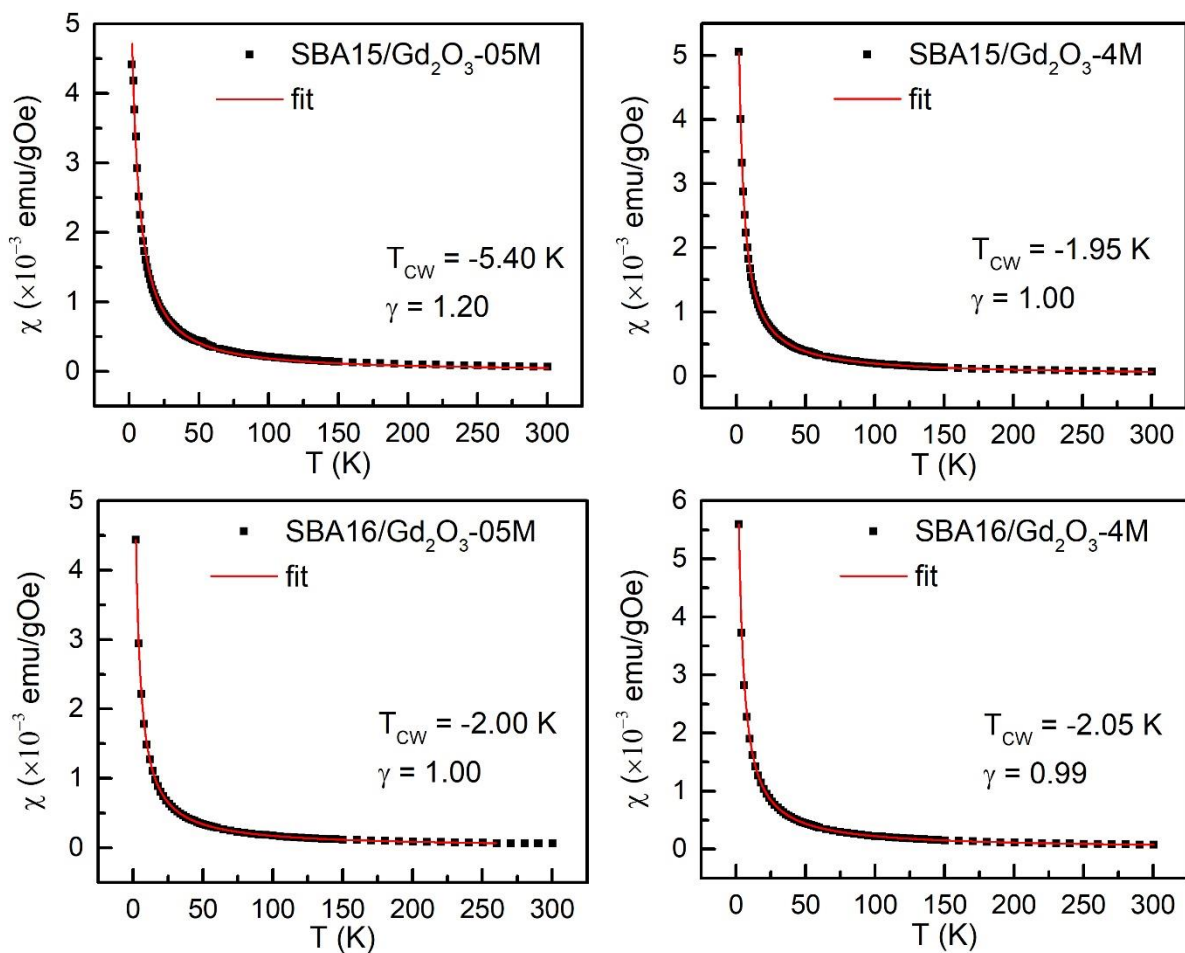 5
4
3
2
1
0
χ (×10⁻³ emu/gOe)
SBA15/Gd₂O₃-05M
fit
T_CW = -5.40 K
γ = 1.20
0 50 100 150 200 250 300
T (K)
5
4
3
2
1
0
χ (×10⁻³ emu/gOe)
SBA15/Gd₂O₃-4M
fit
T_CW = -1.95 K
γ = 1.00
0 50 100 150 200 250 300
T (K)
5
4
3
2
1
0
χ (×10⁻³ emu/gOe)
SBA16/Gd₂O₃-05M
fit
T_CW = -2.00 K
γ = 1.00
0 50 100 150 200 250 300
T (K)
6
5
4
3
2
1
0
χ (×10⁻³ emu/gOe)
SBA16/Gd₂O₃-4M
fit
T_CW = -2.05 K
γ = 0.99
0 50 100 150 200 250 300
T (K)